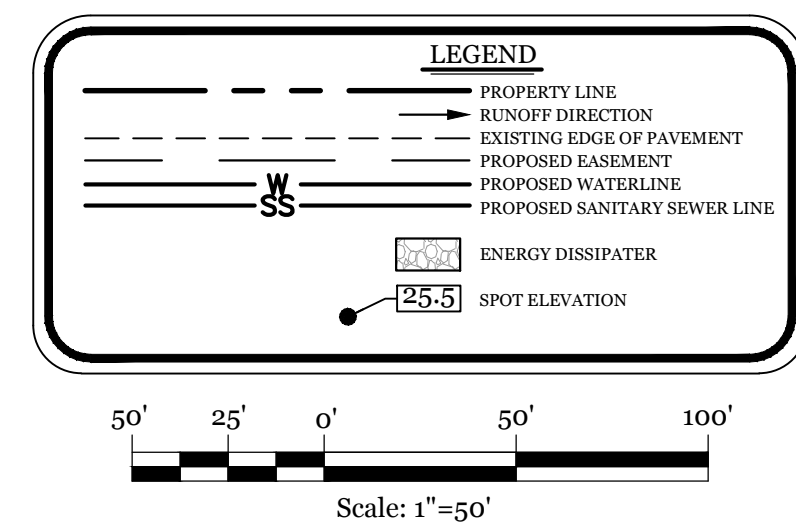 LEGEND
PROPERTY LINE
RUNOFF DIRECTION
EXISTING EDGE OF PAVEMENT
PROPOSED EASEMENT
W PROPOSED WATERLINE
SS PROPOSED SANITARY SEWER LINE
ENERGY DISSIPATER
25.5 SPOT ELEVATION
50' 25' 0' 50' 100'
Scale: 1"=50'